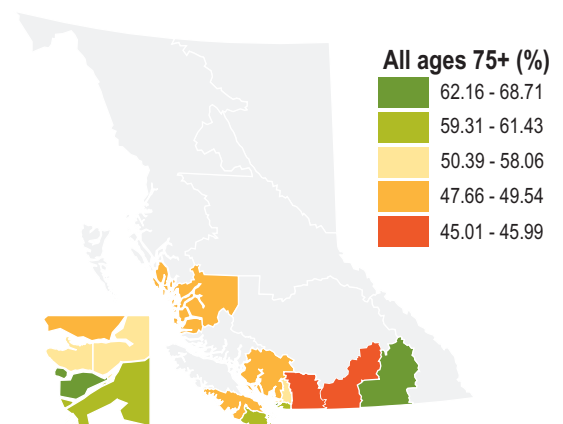 All ages 75+ (%)
62.16 - 68.71
59.31 - 61.43
50.39 - 58.06
47.66 - 49.54
45.01 - 45.99